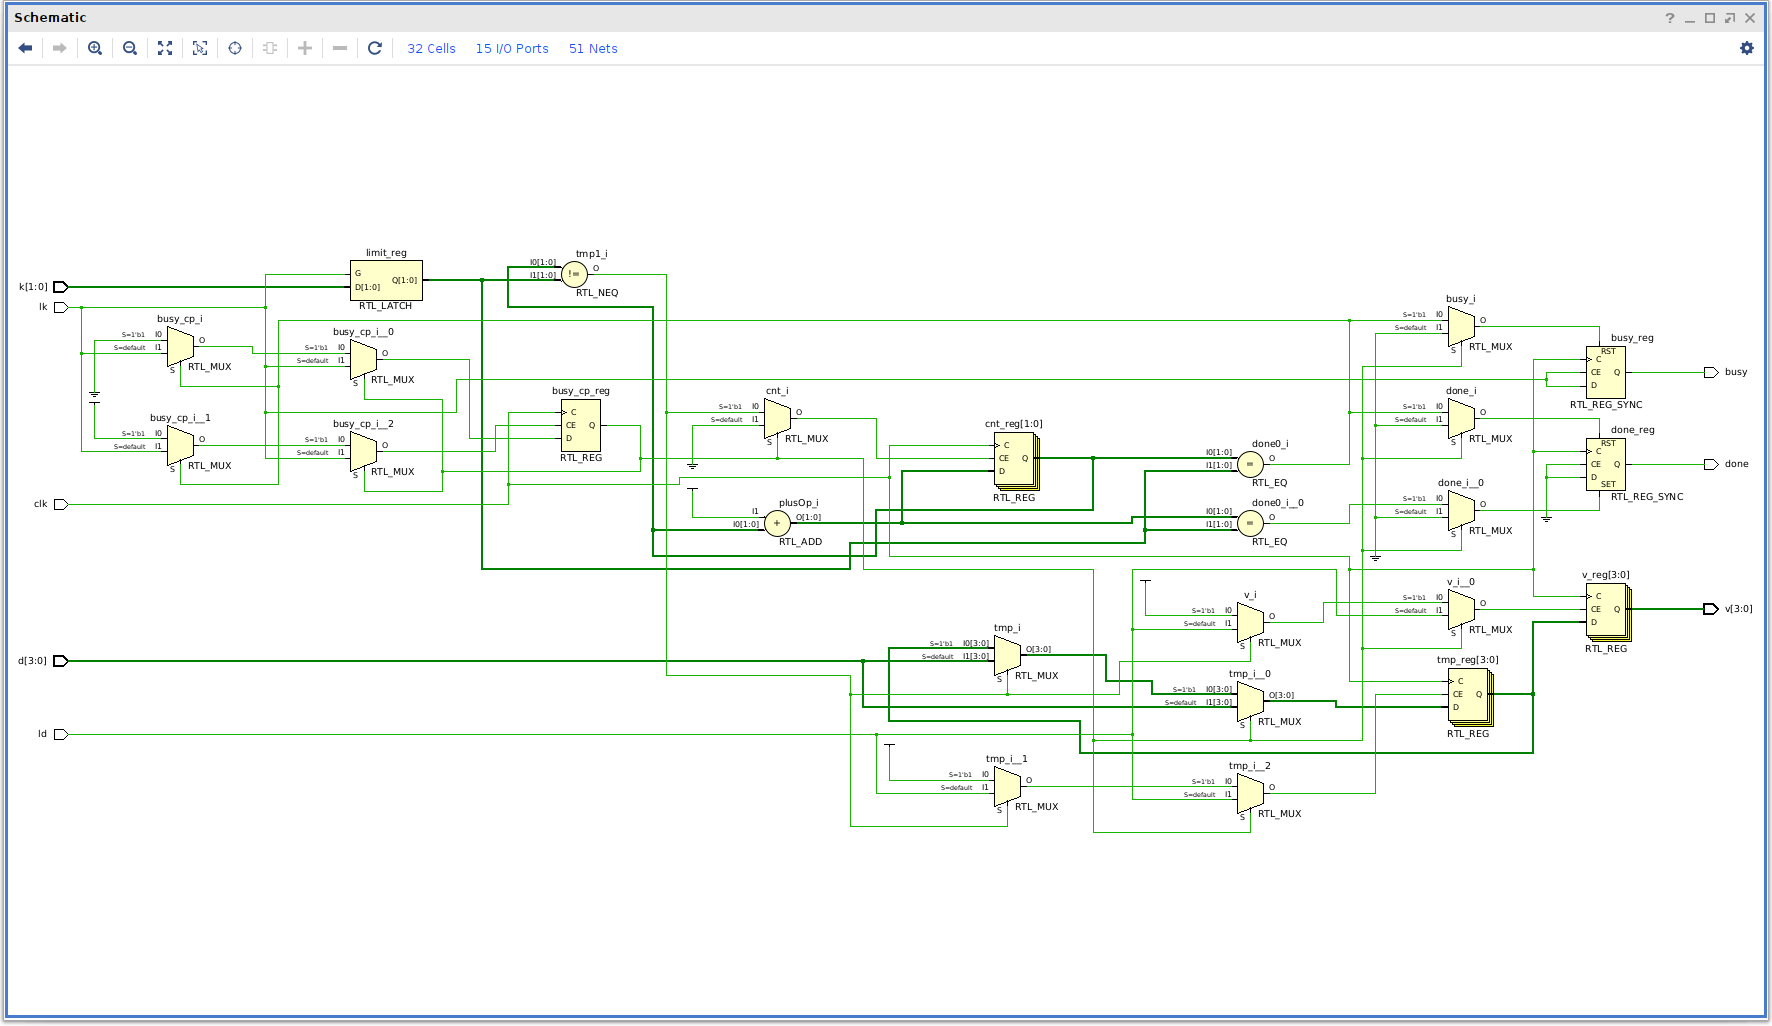 Schematic
32 Cells 15 I/O Ports 51 Nets
k[1:0]
lk
clk
d[3:0]
ld
limit_reg
G
D[1:0]
Q[1:0]
RTL_LATCH
tmp1_i
I0[1:0]
I1[1:0]
!=
O
RTL_NEQ
busy_cp_i
S=1'b1 I0
S=default I1
O
S
RTL_MUX
busy_cp_i__0
S=1'b1 I0
S=default I1
O
S
RTL_MUX
busy_cp_i__1
S=1'b1 I0
S=default I1
O
S
RTL_MUX
busy_cp_i__2
S=1'b1 I0
S=default I1
O
S
RTL_MUX
busy_cp_reg
C
CE
D
Q
RTL_REG
cnt_i
S=1'b1 I0
S=default I1
O
S
RTL_MUX
plusOp_i
I1
I0[1:0]
+
O[1:0]
RTL_ADD
cnt_reg[1:0]
C
CE
D
Q
RTL_REG
done0_i
I0[1:0]
I1[1:0]
=
O
RTL_EQ
done0_i__0
I0[1:0]
I1[1:0]
=
O
RTL_EQ
busy_i
S=1'b1 I0
S=default I1
O
S
RTL_MUX
done_i
S=1'b1 I0
S=default I1
O
S
RTL_MUX
done_i__0
S=1'b1 I0
S=default I1
O
S
RTL_MUX
busy_reg
RST
C
CE
D
Q
RTL_REG_SYNC
busy
done_reg
RST
C
CE
D
Q
SET
RTL_REG_SYNC
done
v_i
S=1'b1 I0
S=default I1
O
S
RTL_MUX
v_i__0
S=1'b1 I0
S=default I1
O
S
RTL_MUX
v_reg[3:0]
C
CE
D
Q
RTL_REG
v[3:0]
tmp_i
S=1'b1 I0[3:0]
S=default I1[3:0]
O[3:0]
S
RTL_MUX
tmp_i__0
S=1'b1 I0[3:0]
S=default I1[3:0]
O[3:0]
S
RTL_MUX
tmp_reg[3:0]
C
CE
D
Q
RTL_REG
tmp_i__1
S=1'b1 I0
S=default I1
O
S
RTL_MUX
tmp_i__2
S=1'b1 I0
S=default I1
O
S
RTL_MUX